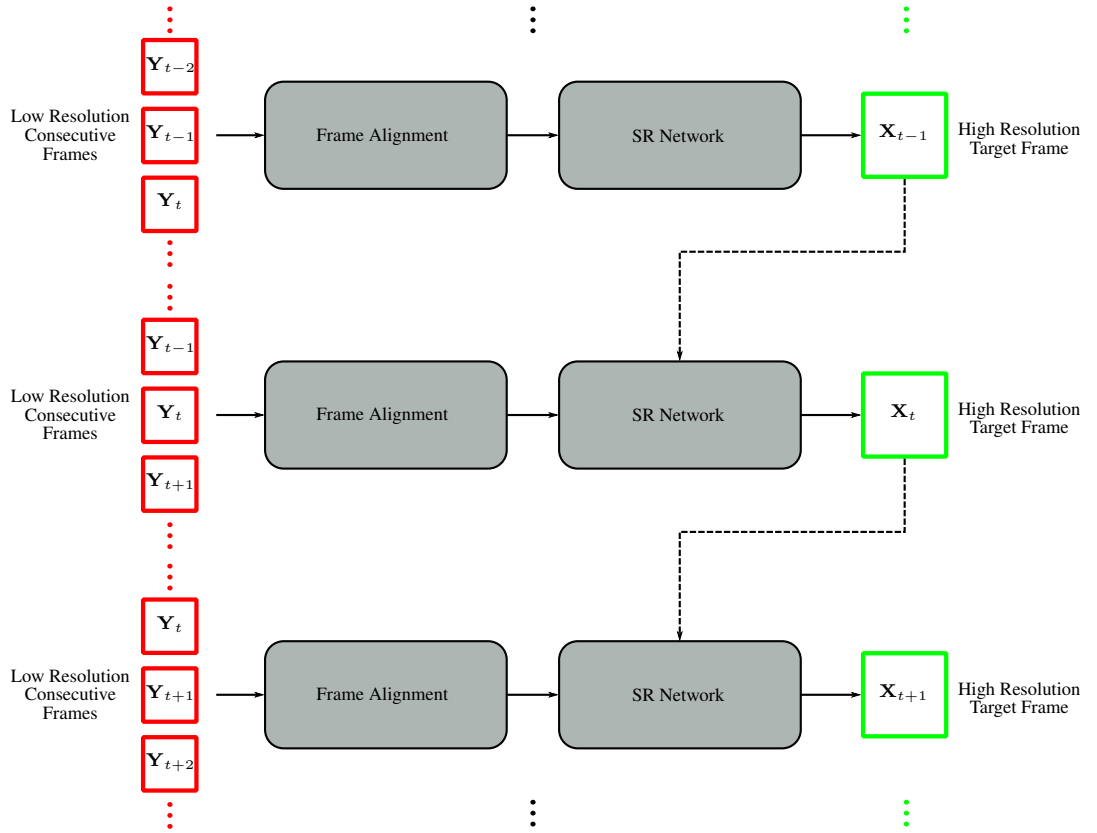 Y_{t-2}
Low Resolution
Consecutive
Frames
Y_{t-1}
Y_t
Frame Alignment
SR Network
X_{t-1}
High Resolution
Target Frame
Y_{t-1}
Low Resolution
Consecutive
Frames
Y_t
Y_{t+1}
Frame Alignment
SR Network
X_t
High Resolution
Target Frame
Y_t
Low Resolution
Consecutive
Frames
Y_{t+1}
Y_{t+2}
Frame Alignment
SR Network
X_{t+1}
High Resolution
Target Frame